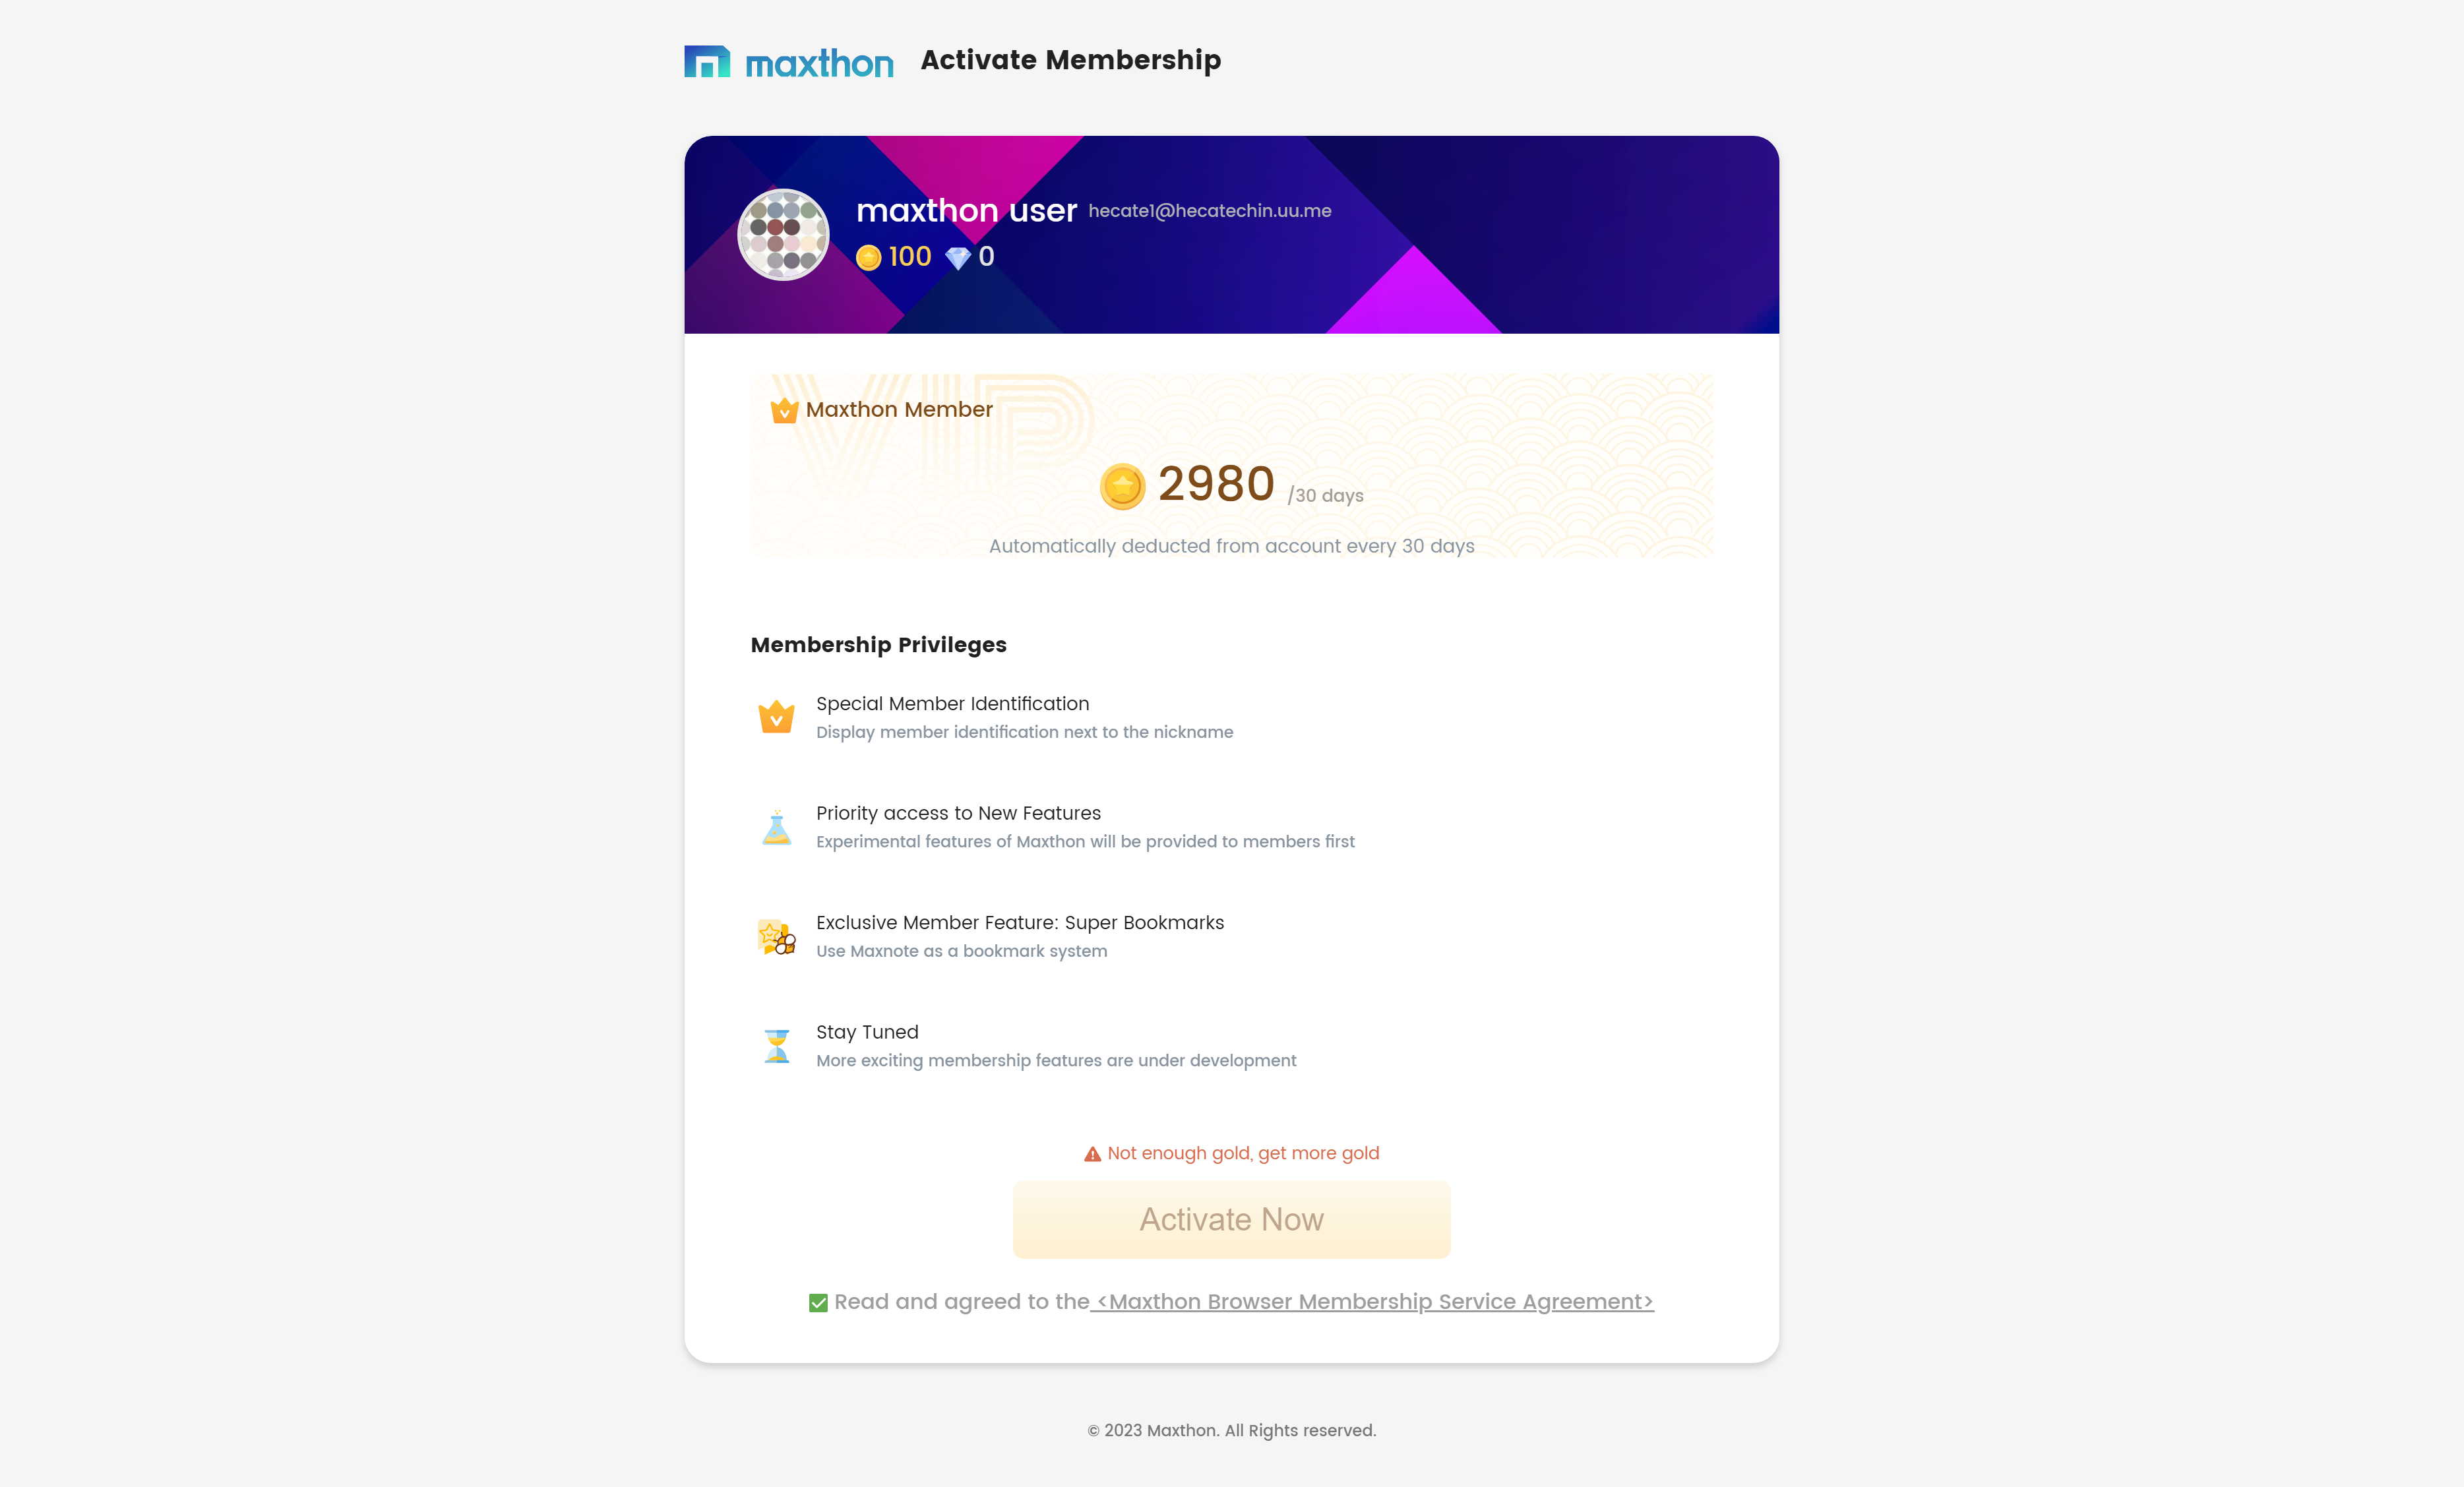 maxthon Activate Membership
maxthon user hecate1@hecatechin.uu.me
100 0
VIP
Maxthon Member
2980 /30 days
Automatically deducted from account every 30 days
Membership Privileges
Special Member Identification
Display member identification next to the nickname
Priority access to New Features
Experimental features of Maxthon will be provided to members first
Exclusive Member Feature: Super Bookmarks
Use Maxnote as a bookmark system
Stay Tuned
More exciting membership features are under development
Not enough gold, get more gold
Activate Now
Read and agreed to the <Maxthon Browser Membership Service Agreement>
© 2023 Maxthon. All Rights reserved.